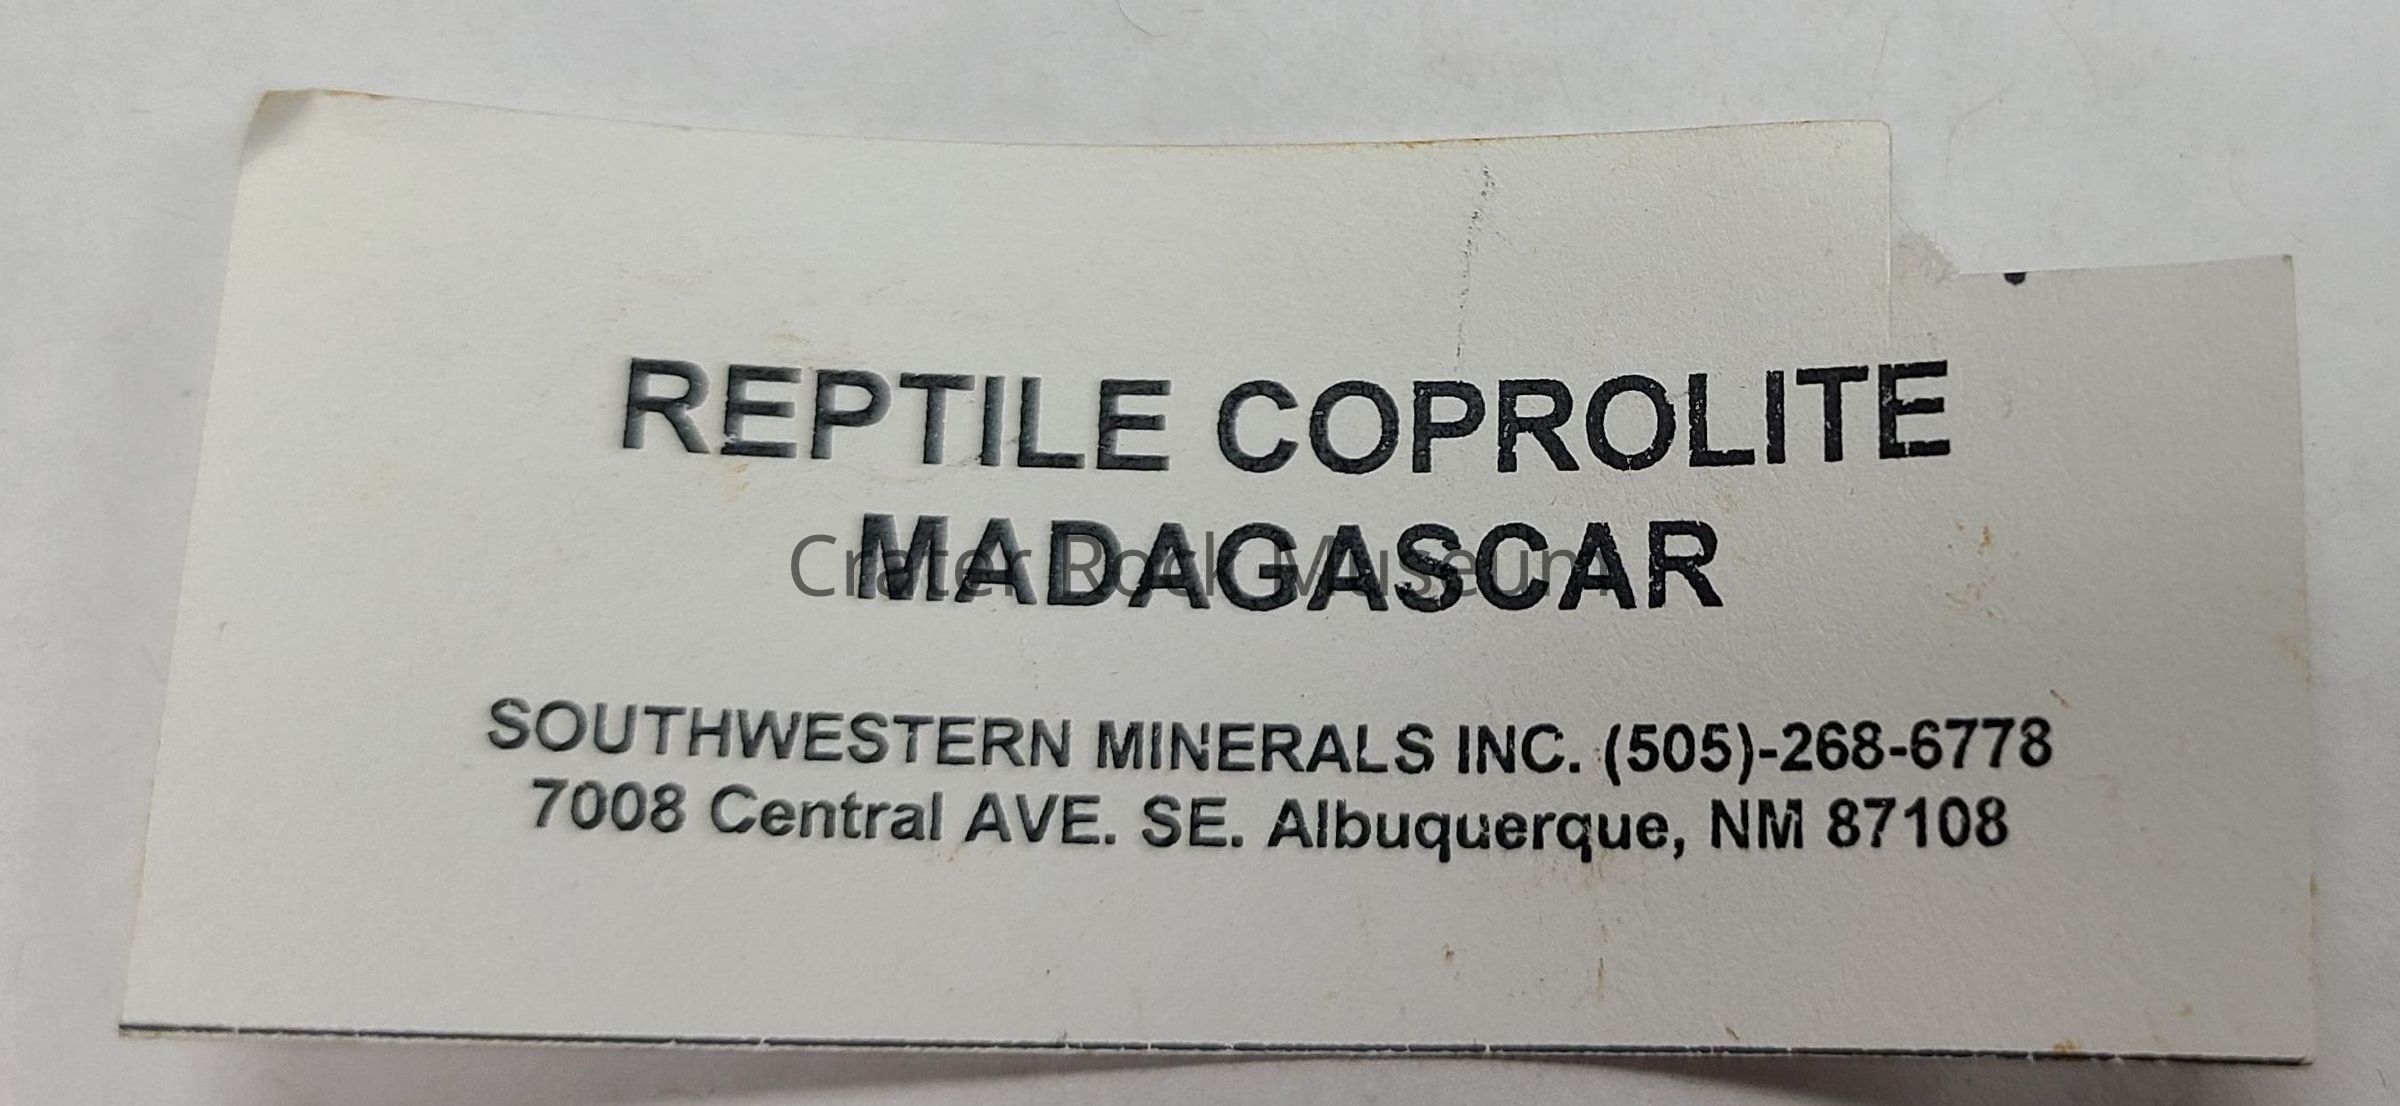 REPTILE COPROLITE
MADAGASCAR
Crater Rock Museum
SOUTHWESTERN MINERALS INC. (505)-268-6778
7008 Central AVE. SE. Albuquerque, NM 87108